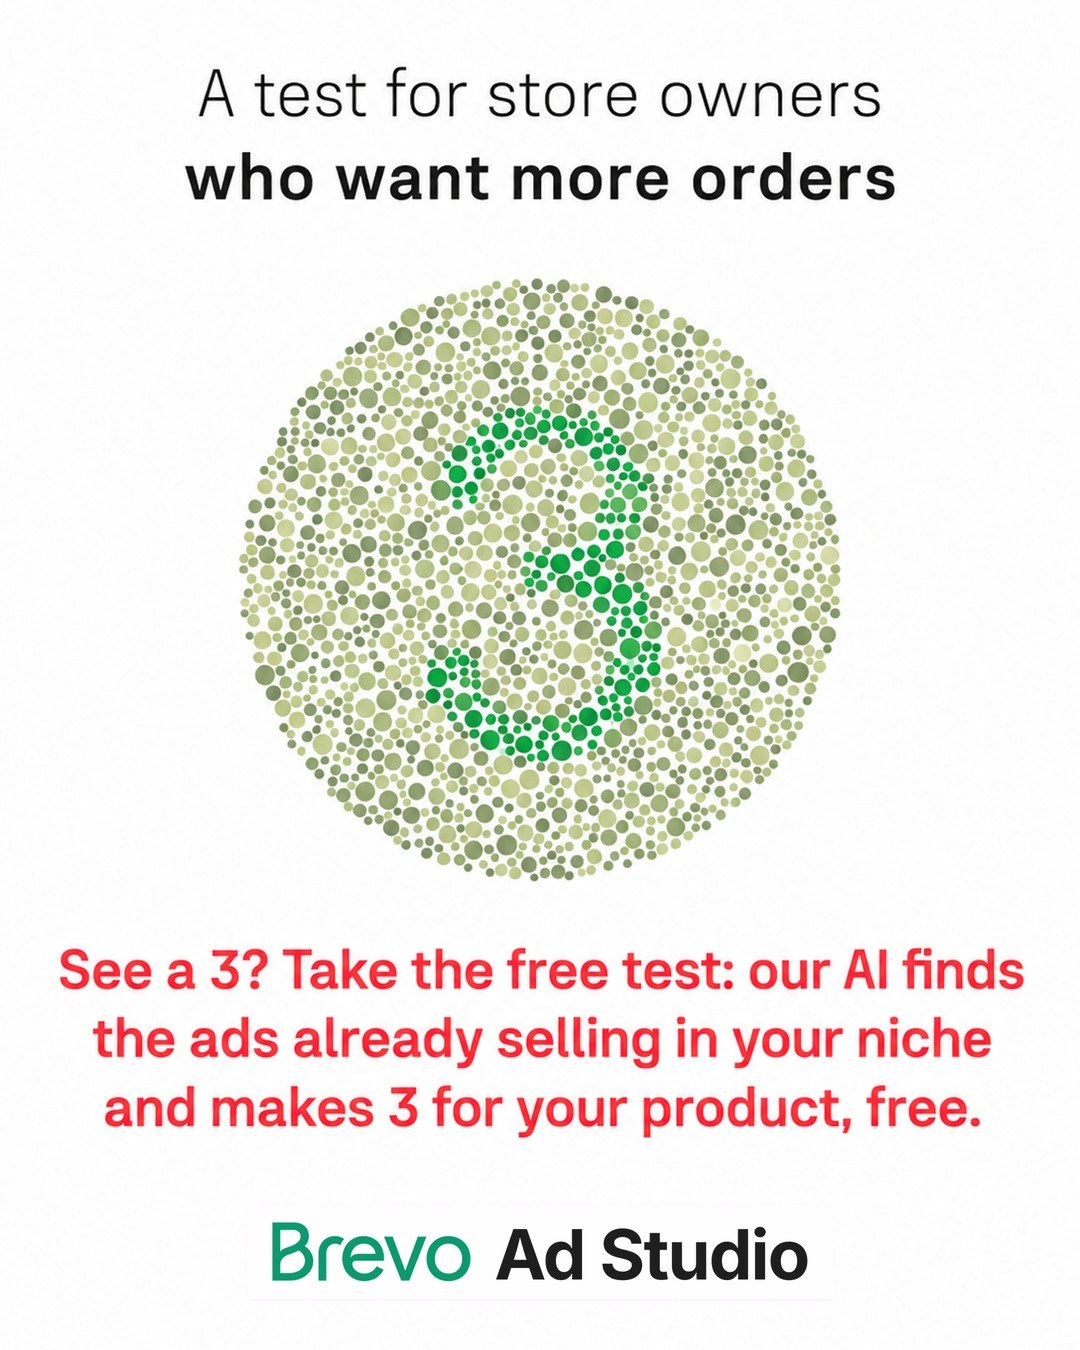 A test for store owners
who want more orders
3
See a 3? Take the free test: our AI finds
the ads already selling in your niche
and makes 3 for your product, free.
Brevo Ad Studio